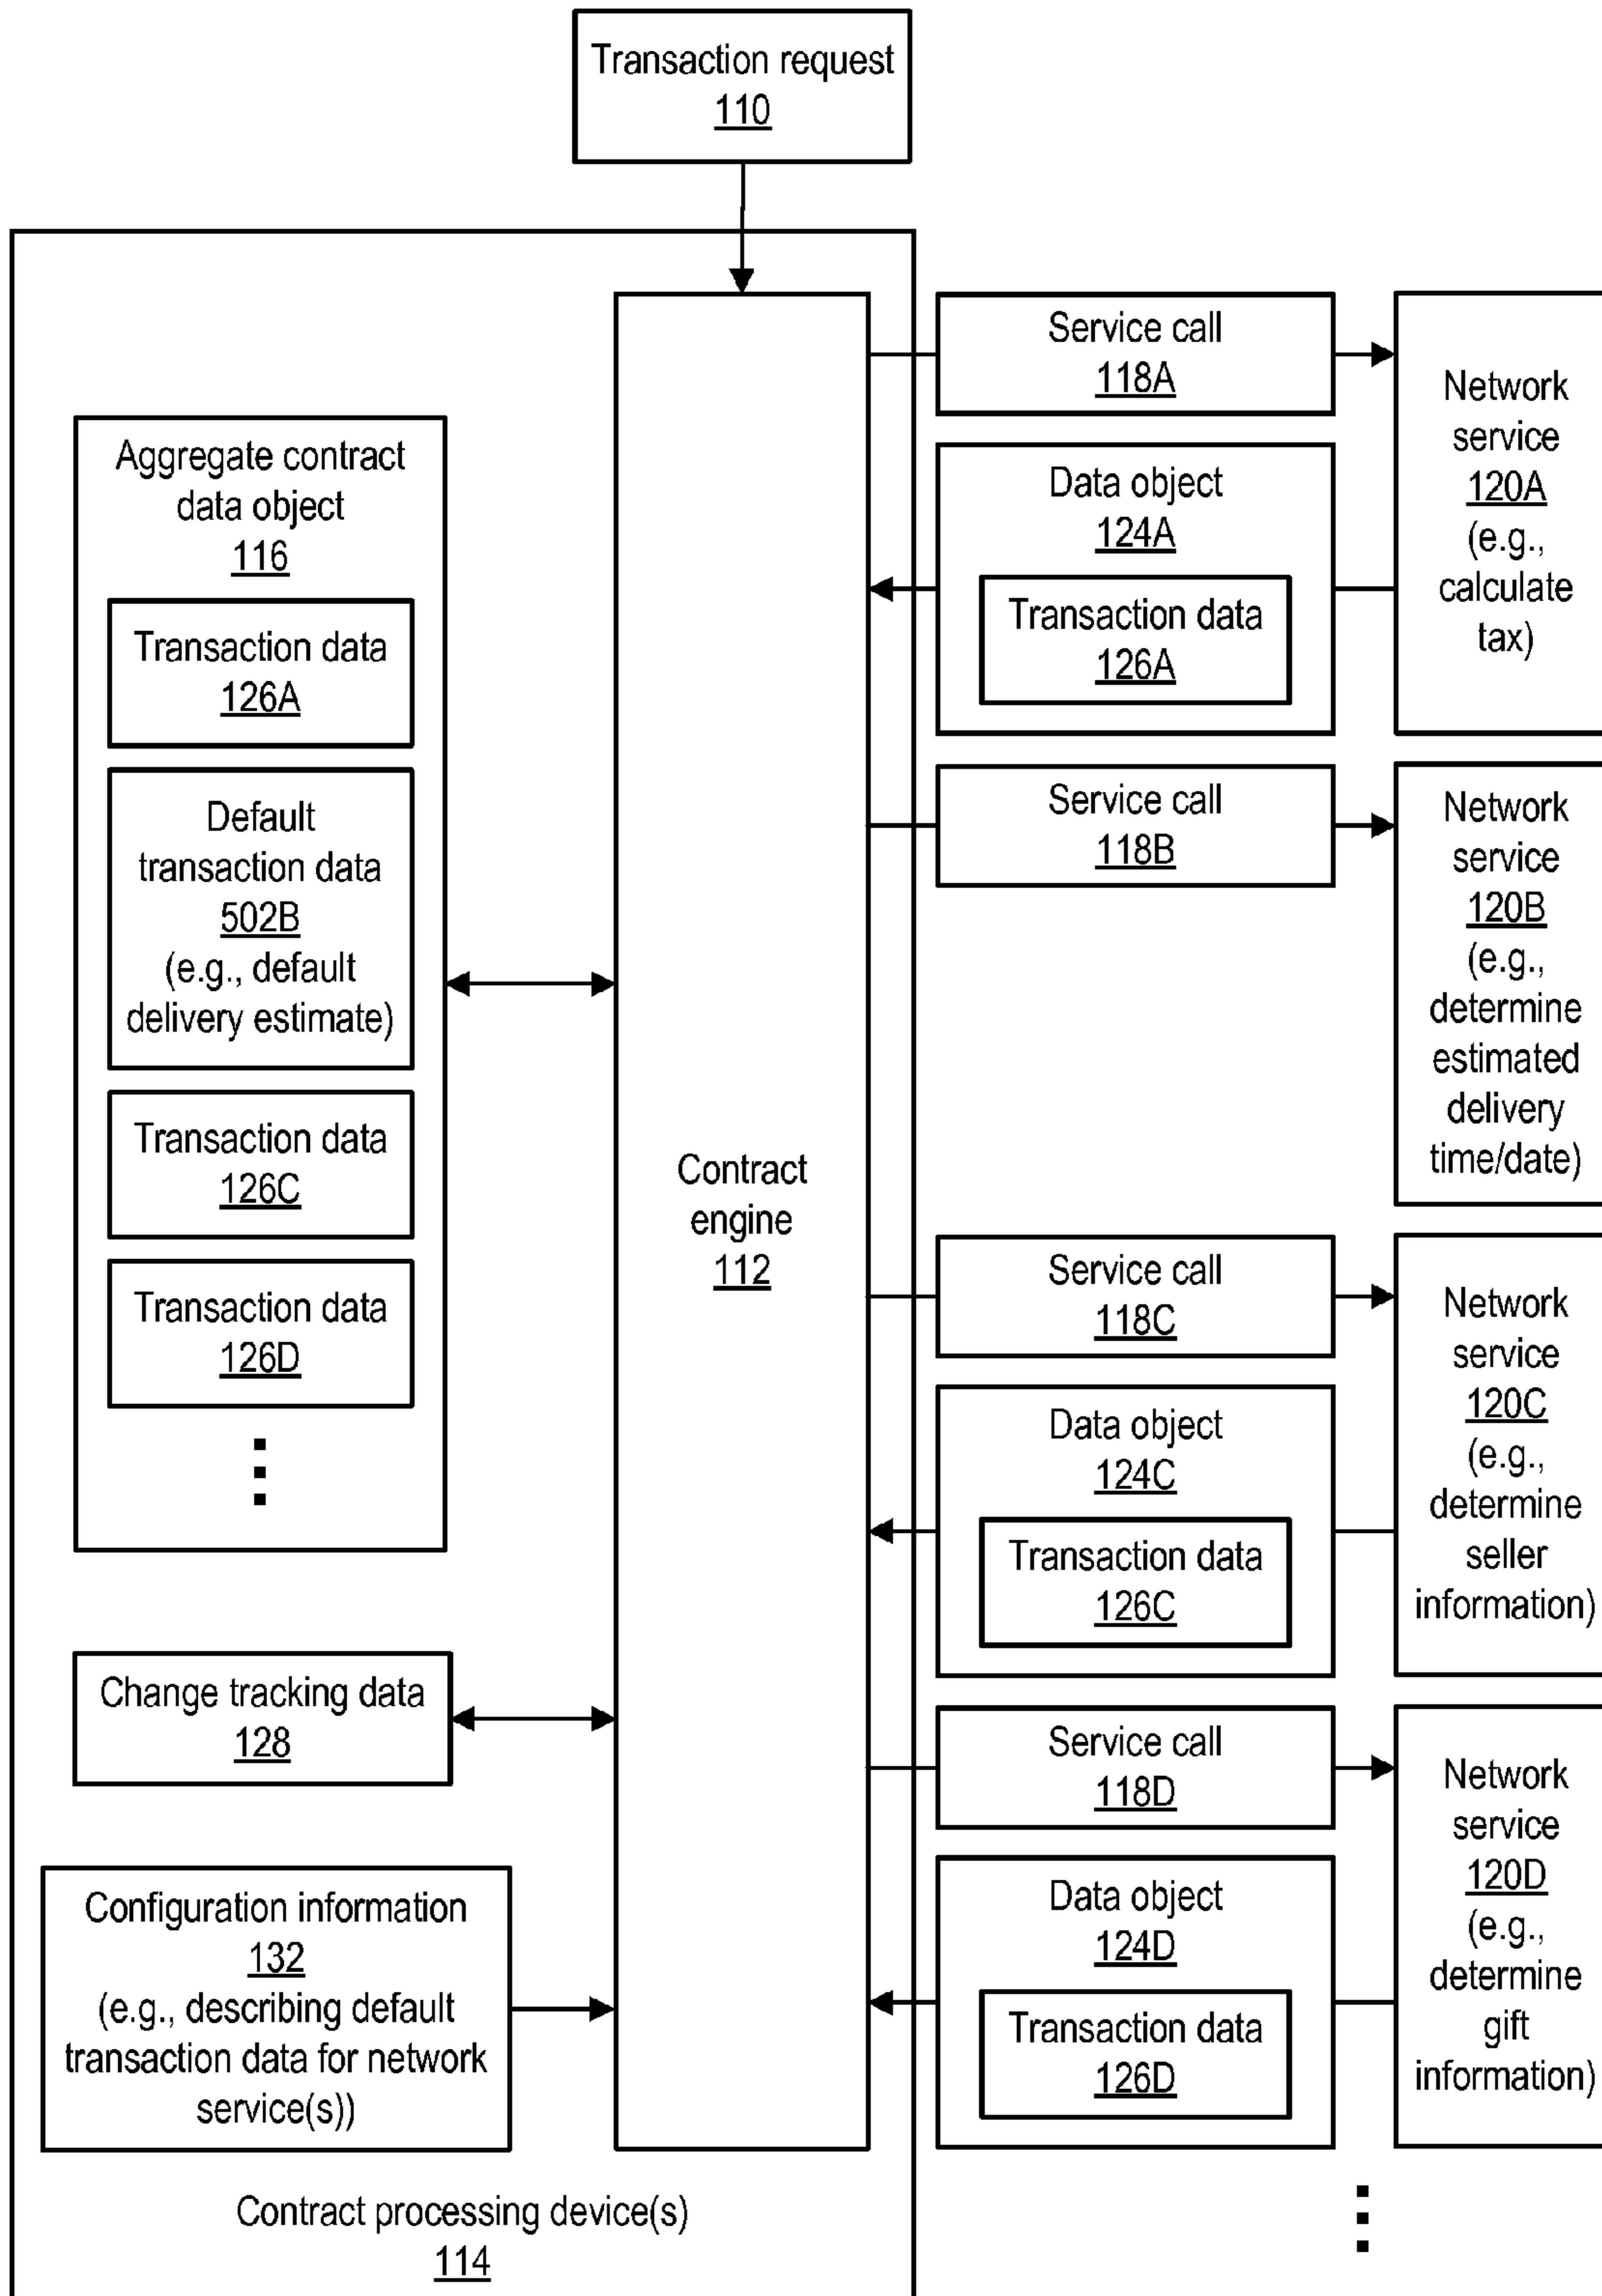 Transaction request
110
Aggregate contract
data object
116
Transaction data
126A
Default
transaction data
502B
(e.g., default
delivery estimate)
Transaction data
126C
Transaction data
126D
Change tracking data
128
Configuration information
132
(e.g., describing default
transaction data for network
service(s))
Contract
engine
112
Contract processing device(s)
114
Service call
118A
Data object
124A
Transaction data
126A
Network
service
120A
(e.g.,
calculate
tax)
Service call
118B
Network
service
120B
(e.g.,
determine
estimated
delivery
time/date)
Service call
118C
Data object
124C
Transaction data
126C
Network
service
120C
(e.g.,
determine
seller
information)
Service call
118D
Data object
124D
Transaction data
126D
Network
service
120D
(e.g.,
determine
gift
information)